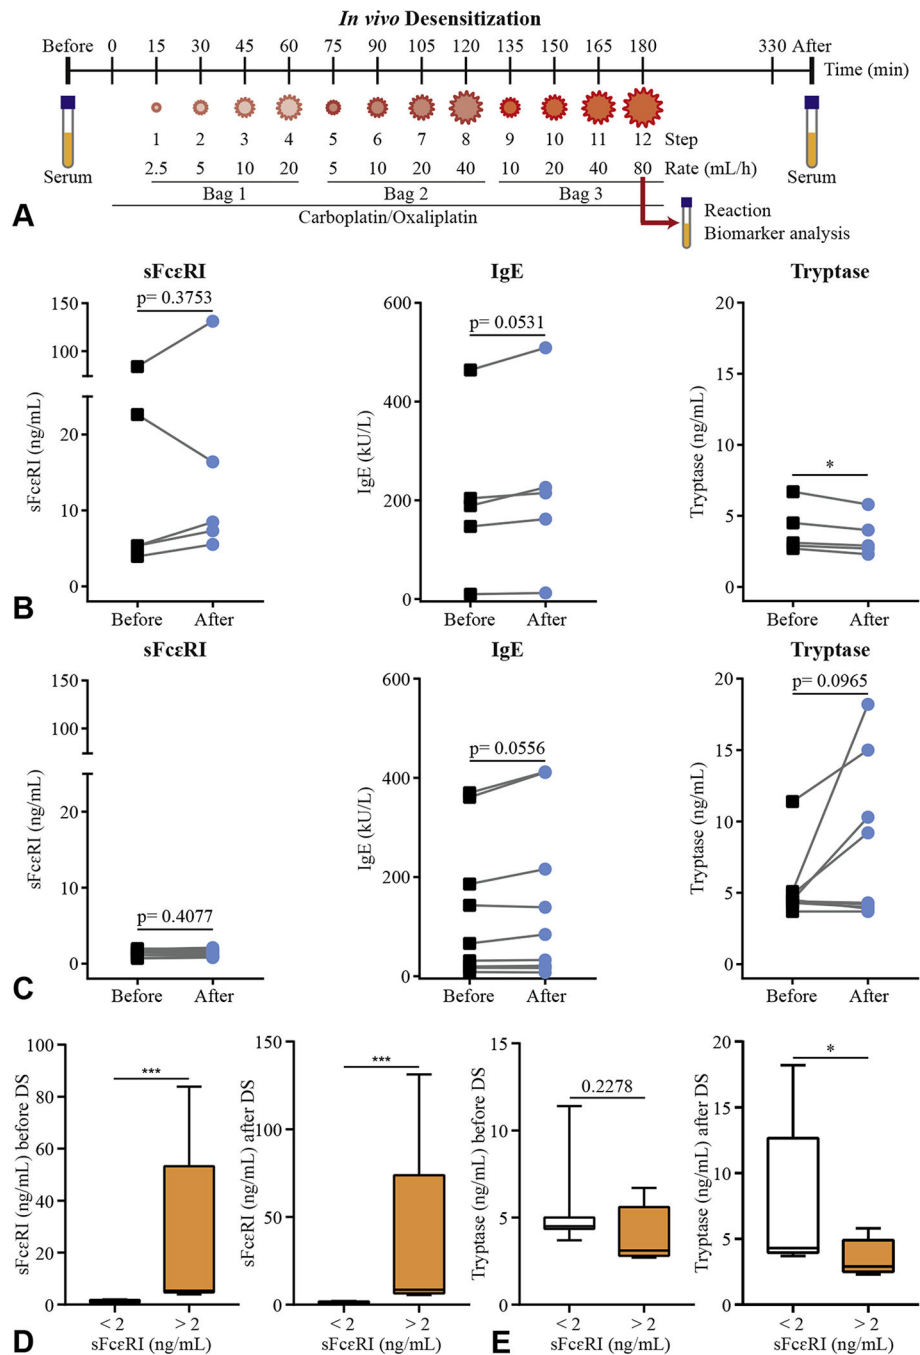 In vivo Desensitization
Before 0 15 30 45 60 75 90 105 120 135 150 165 180 330 After
Time (min)
1 2 3 4 5 6 7 8 9 10 11 12 Step
Serum 2.5 5 10 20 5 10 20 40 10 20 40 80 Rate (mL/h) Serum
Bag 1 Bag 2 Bag 3
Carboplatin/Oxaliplatin
Reaction
Biomarker analysis
A
sFcεRI
p= 0.3753
150
100
20
10
0
sFcεRI (ng/mL)
Before After
IgE
p= 0.0531
600
400
200
0
IgE (kU/L)
Before After
Tryptase
*
20
15
10
5
0
Tryptase (ng/mL)
Before After
B
sFcεRI
150
100
20
10
0
p= 0.4077
sFcεRI (ng/mL)
Before After
IgE
p= 0.0556
600
400
200
0
IgE (kU/L)
Before After
Tryptase
p= 0.0965
20
15
10
5
0
Tryptase (ng/mL)
Before After
C
***
100
80
60
40
20
0
sFcεRI (ng/mL) before DS
< 2 > 2
sFcεRI (ng/mL)
***
150
100
50
0
sFcεRI (ng/mL) after DS
< 2 > 2
sFcεRI (ng/mL)
D
0.2278
15
10
5
0
Tryptase (ng/mL) before DS
< 2 > 2
sFcεRI (ng/mL)
*
20
15
10
5
0
Tryptase (ng/mL) after DS
< 2 > 2
sFcεRI (ng/mL)
E